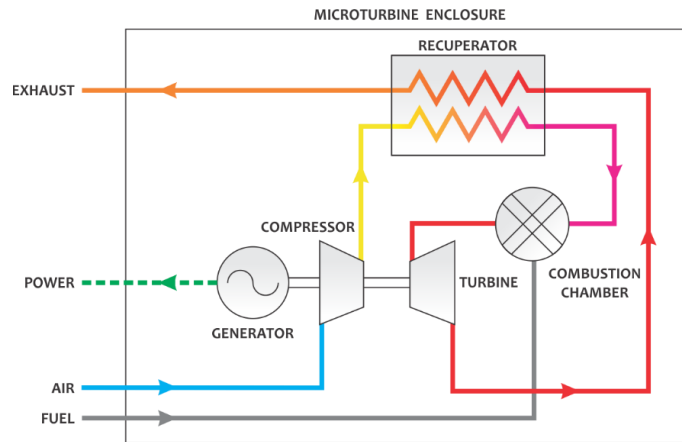 MICROTURBINE ENCLOSURE
RECUPERATOR
EXHAUST
COMPRESSOR
POWER
TURBINE
COMBUSTION
CHAMBER
GENERATOR
AIR
FUEL